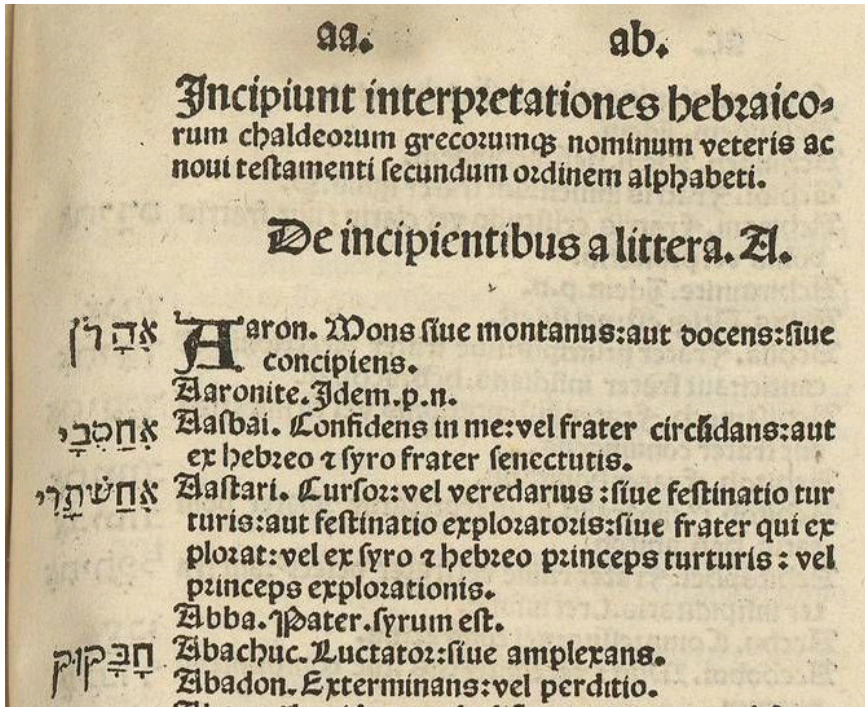 aa. ab.
Incipiunt interpretationes hebraico-
rum chaldeorum grecorumqꝫ nominum veteris ac
noui testamenti secundum ordinem alphabeti.
De incipientibus a littera. A.
אַהֲרֹן Aaron. Mons siue montanus:aut docens:siue
concipiens.
Aaronite. Idem.p.n.
אֲחַסְבָּי Aasbai. Confidens in me:vel frater circūdans:aut
ex hebreo ⁊ syro frater senectutis.
אֲחַשְׁתָּרִי Aastari. Cursor:vel veredarius :siue festinatio tur
turis:aut festinatio exploratoris:siue frater qui ex
plorat:vel ex syro ⁊ hebreo princeps turturis : vel
princeps explorationis.
Abba. Pater. syrum est.
חֲבַקּוּק Abachuc. Luctator:siue amplexans.
Abadon. Exterminans:vel perditio.